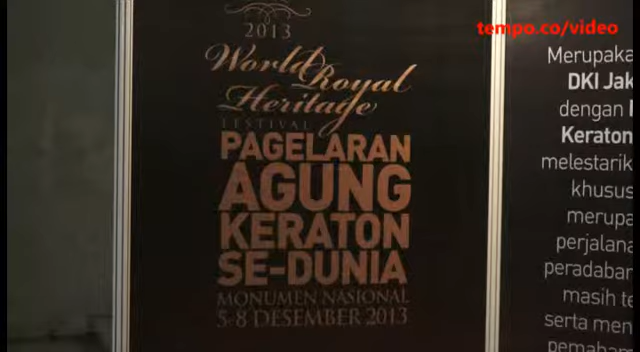 tempo.co/video
2013
World Royal
Heritage
FESTIVAL
PAGELARAN
AGUNG
KERATON
SE-DUNIA
MONUMEN NASIONAL
5-8 DESEMBER 2013
Merupaka
DKI Jak
dengan
Keraton
melestarik
khusus
merupa
perjalana
peradaban
masih te
serta men
pemaham